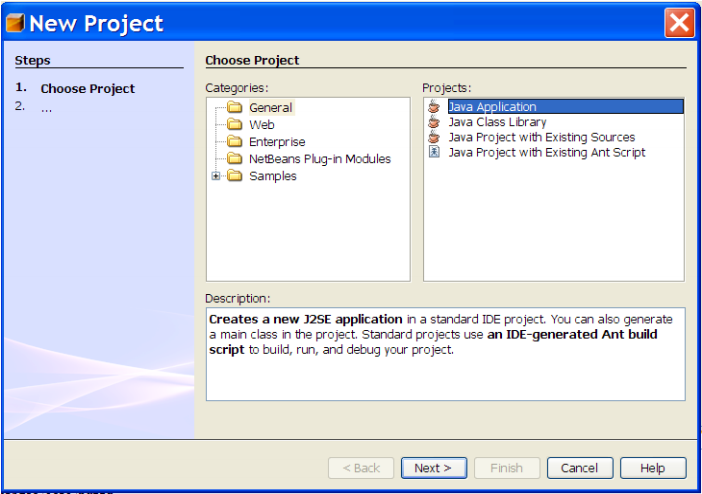 New Project
Steps
1. Choose Project
2. ...
Choose Project
Categories:
General
Web
Enterprise
NetBeans Plug-in Modules
Samples
Projects:
Java Application
Java Class Library
Java Project with Existing Sources
Java Project with Existing Ant Script
Description:
Creates a new J2SE application in a standard IDE project. You can also generate
a main class in the project. Standard projects use an IDE-generated Ant build
script to build, run, and debug your project.
< Back
Next >
Finish
Cancel
Help